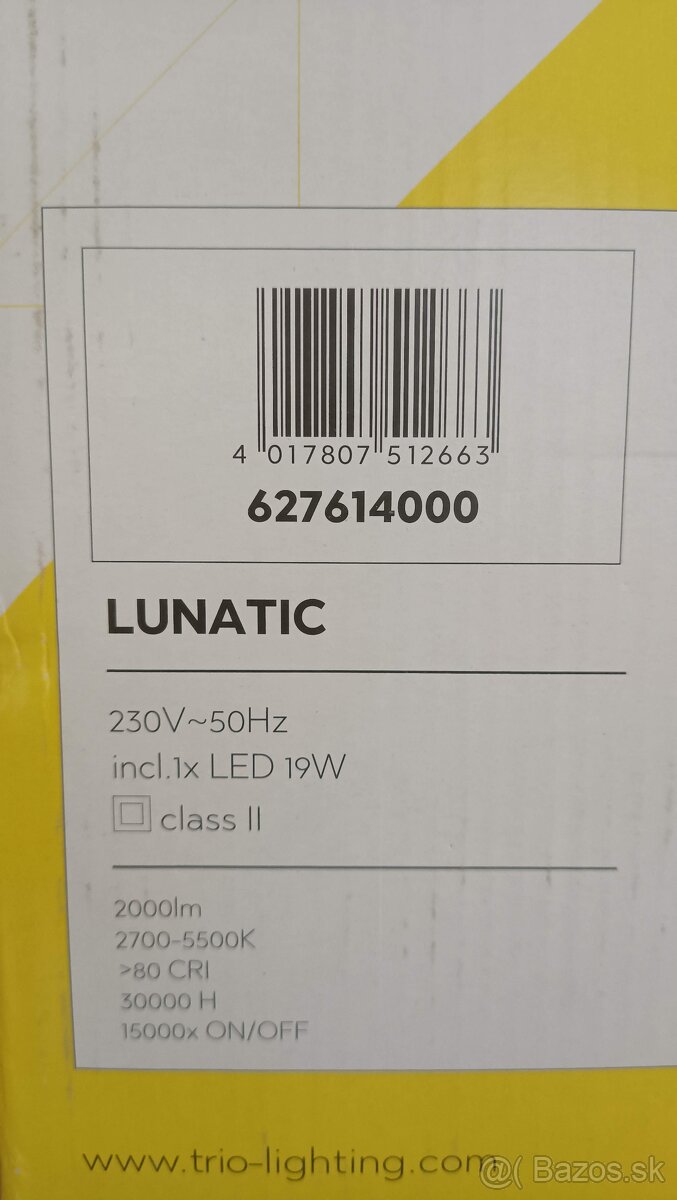 4 017807 512663
627614000
LUNATIC
230V~50Hz
incl.1x LED 19W
class II
2000lm
2700-5500K
>80 CRI
30000 H
15000x ON/OFF
www.trio-lighting.com
Bazos.sk